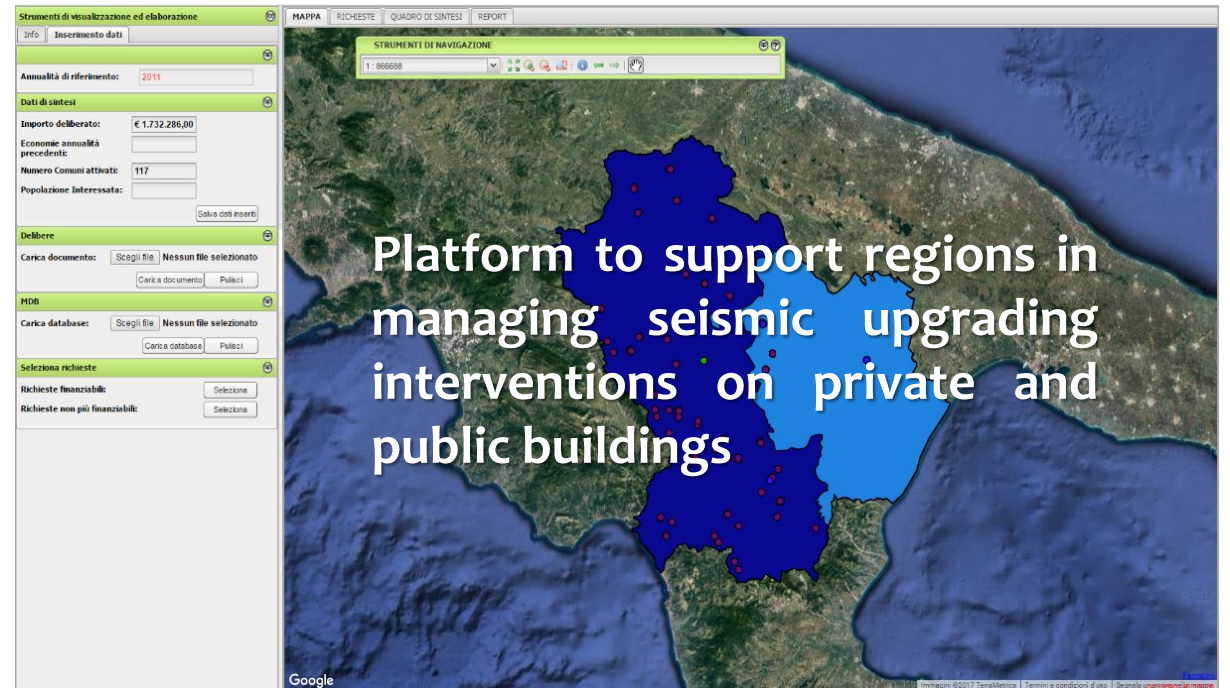 Strumenti di visualizzazione ed elaborazione
Info Inserimento dati
Annualità di riferimento: 2011
Dati di sintesi
Importo deliberato: € 1.732.286,00
Economie annualità
precedenti:
Numero Comuni attivati: 117
Popolazione Interessata:
Salva dati inseriti
Delibere
Carica documento: Scegli file Nessun file selezionato
Carica documento Pulisci
MDB
Carica database: Scegli file Nessun file selezionato
Carica database Pulisci
Seleziona richieste
Richieste finanziabili: Seleziona
Richieste non più finanziabili: Seleziona
MAPPA RICHIESTE QUADRO DI SINTESI REPORT
STRUMENTI DI NAVIGAZIONE
1 : 866688
Platform to support regions in
managing seismic upgrading
interventions on private and
public buildings
Google
Immagini ©2017 TerraMetrica Termini e condizioni d'uso Segnala